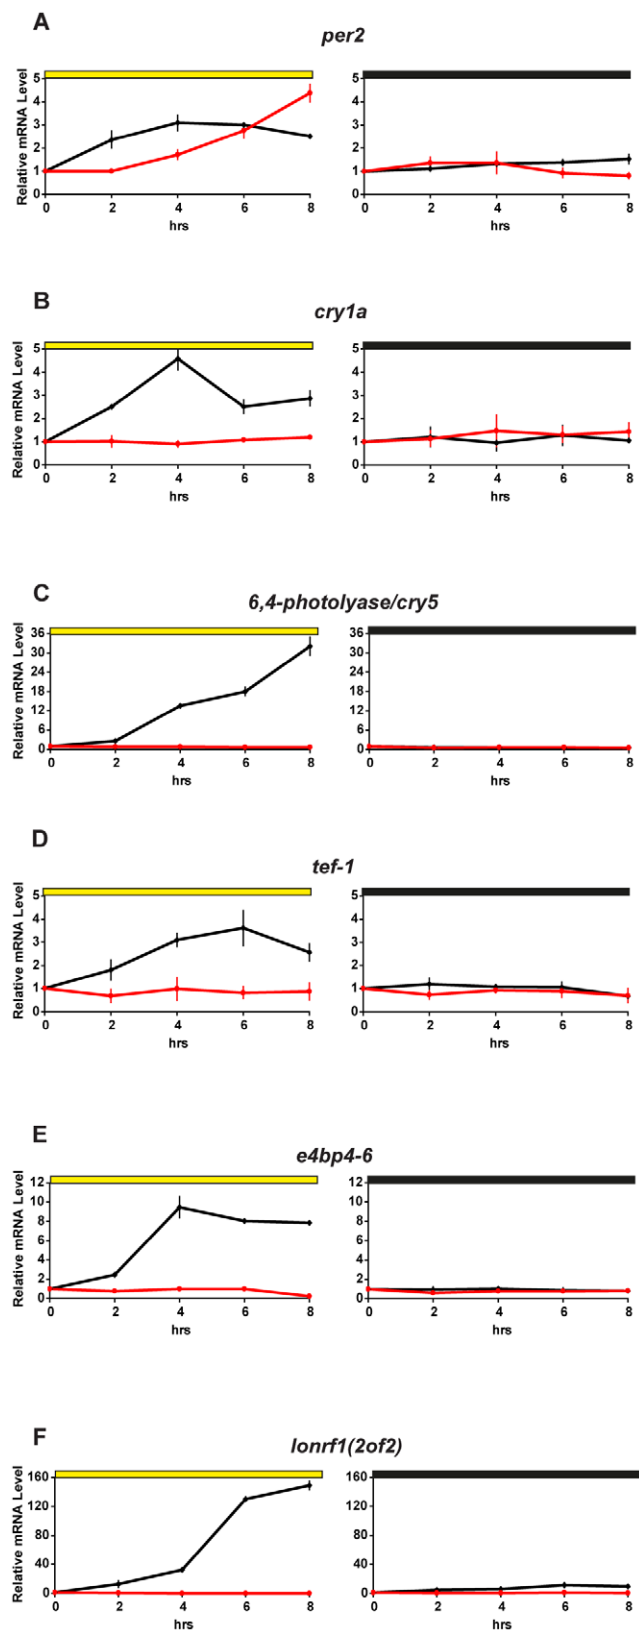 A
per2
Relative mRNA Level
5
4
3
2
1
0
0 2 4 6 8
hrs
5
4
3
2
1
0
0 2 4 6 8
hrs
B
cry1a
Relative mRNA Level
5
4
3
2
1
0
0 2 4 6 8
hrs
5
4
3
2
1
0
0 2 4 6 8
hrs
C
6,4-photolyase/cry5
Relative mRNA Level
36
30
24
18
12
6
0
0 2 4 6 8
hrs
36
30
24
18
12
6
0
0 2 4 6 8
hrs
D
tef-1
Relative mRNA Level
5
4
3
2
1
0
0 2 4 6 8
hrs
5
4
3
2
1
0
0 2 4 6 8
hrs
E
e4bp4-6
Relative mRNA Level
12
10
8
6
4
2
0
0 2 4 6 8
hrs
12
10
8
6
4
2
0
0 2 4 6 8
hrs
F
lonrf1(2of2)
Relative mRNA Level
160
120
80
40
0
0 2 4 6 8
hrs
160
120
80
40
0
0 2 4 6 8
hrs